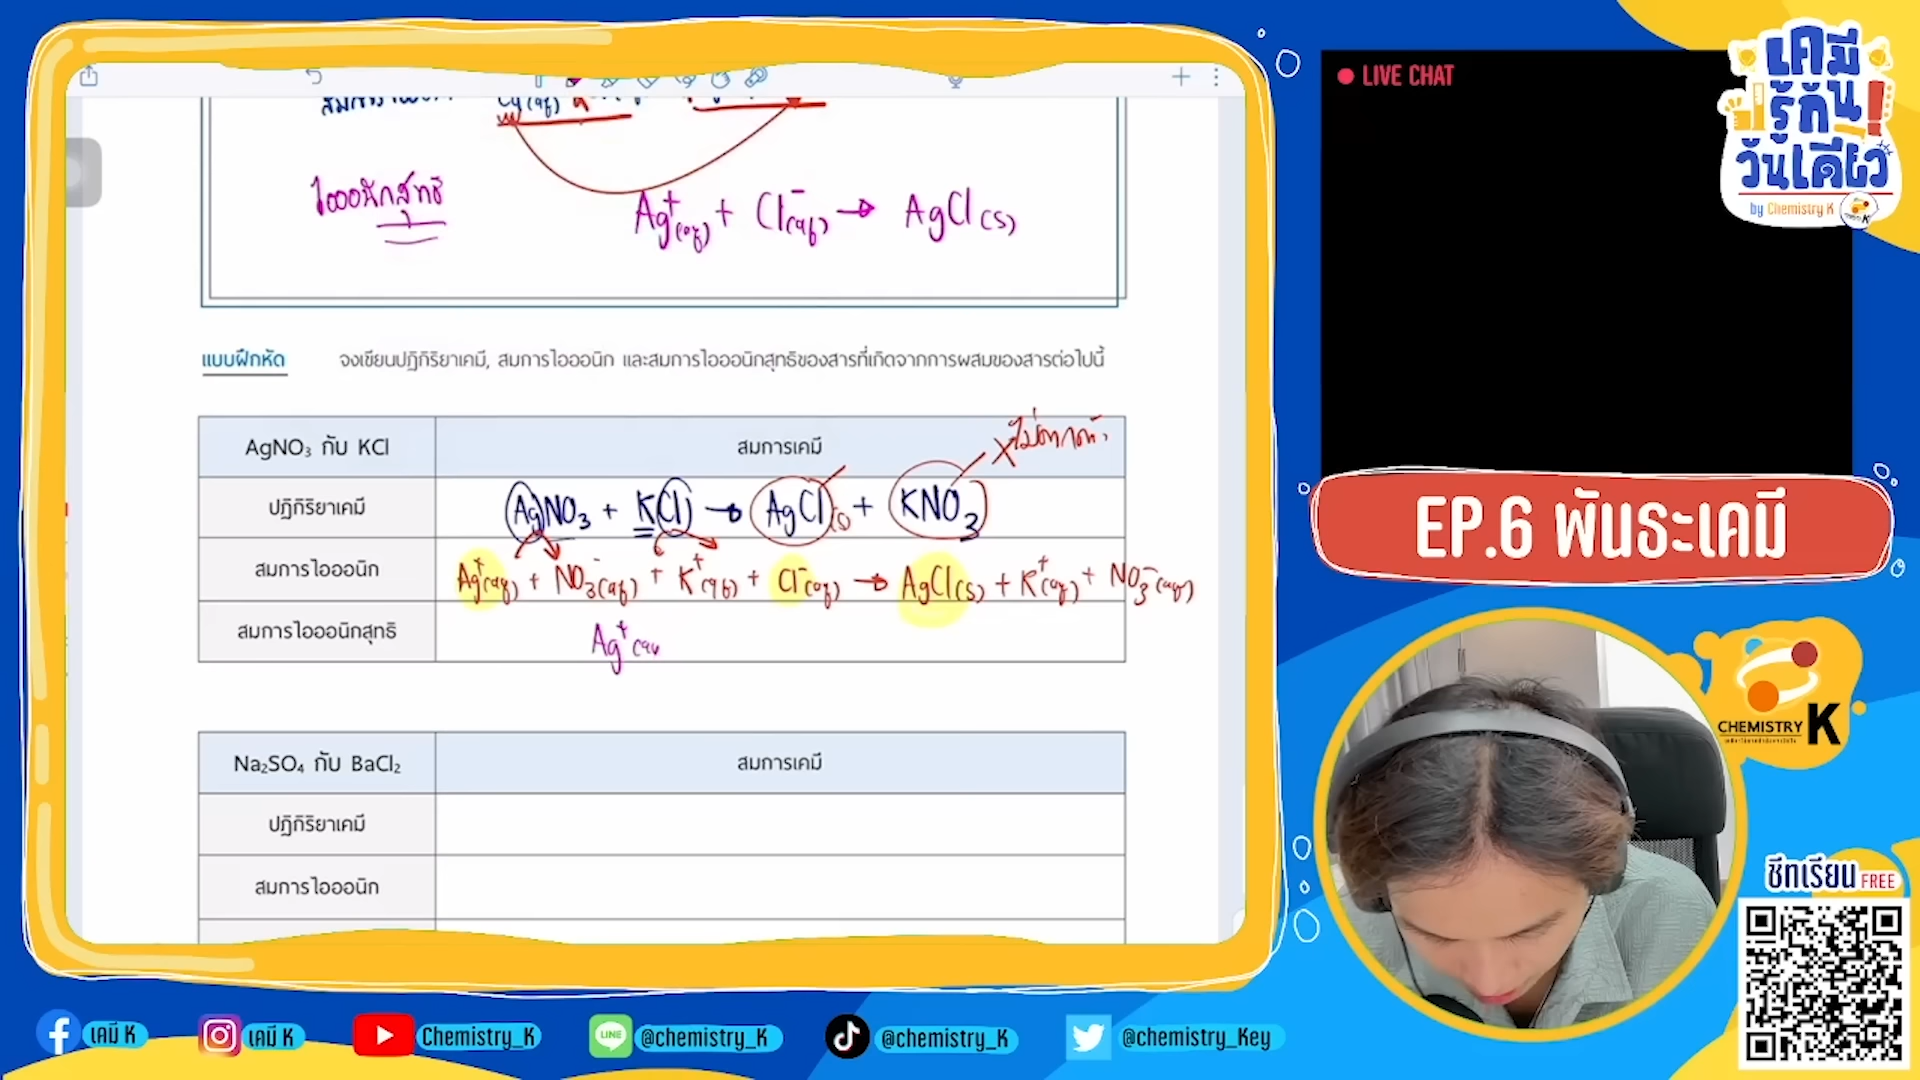 ไอออนิกสุทธิ
Ag⁺(aq) + Cl⁻(aq) → AgCl(s)
แบบฝึกหัด จงเขียนปฏิกิริยาเคมี, สมการไอออนิก และสมการไอออนิกสุทธิของสารที่เกิดจากการผสมของสารต่อไปนี้
AgNO₃ กับ KCl สมการเคมี
ปฏิกิริยาเคมี AgNO₃ + KCl → AgCl(s) + KNO₃
สมการไอออนิก Ag⁺(aq) + NO₃⁻(aq) + K⁺(aq) + Cl⁻(aq) → AgCl(s) + K⁺(aq) + NO₃⁻(aq)
สมการไอออนิกสุทธิ Ag⁺(aq
Na₂SO₄ กับ BaCl₂ สมการเคมี
ปฏิกิริยาเคมี
สมการไอออนิก
LIVE CHAT
เคมี
รู้กัน!
วันเดียว
by Chemistry K
EP.6 พันธะเคมี
CHEMISTRY K
ชีทเรียน FREE
เคมี K
เคมี K
Chemistry_K
LINE @chemistry_K
@chemistry_K
@chemistry_Key